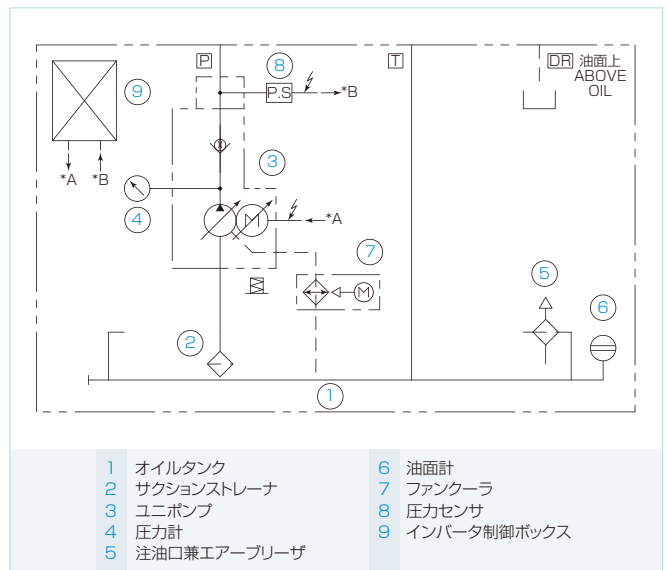 P
8
T
DR 油面上
ABOVE
OIL
P.S
*B
9
*A *B
3
4
M
*A
7
5
M
6
2
1
1 オイルタンク
2 サクションストレーナ
3 ユニポンプ
4 圧力計
5 注油口兼エアーブリーザ
6 油面計
7 ファンクーラ
8 圧力センサ
9 インバータ制御ボックス